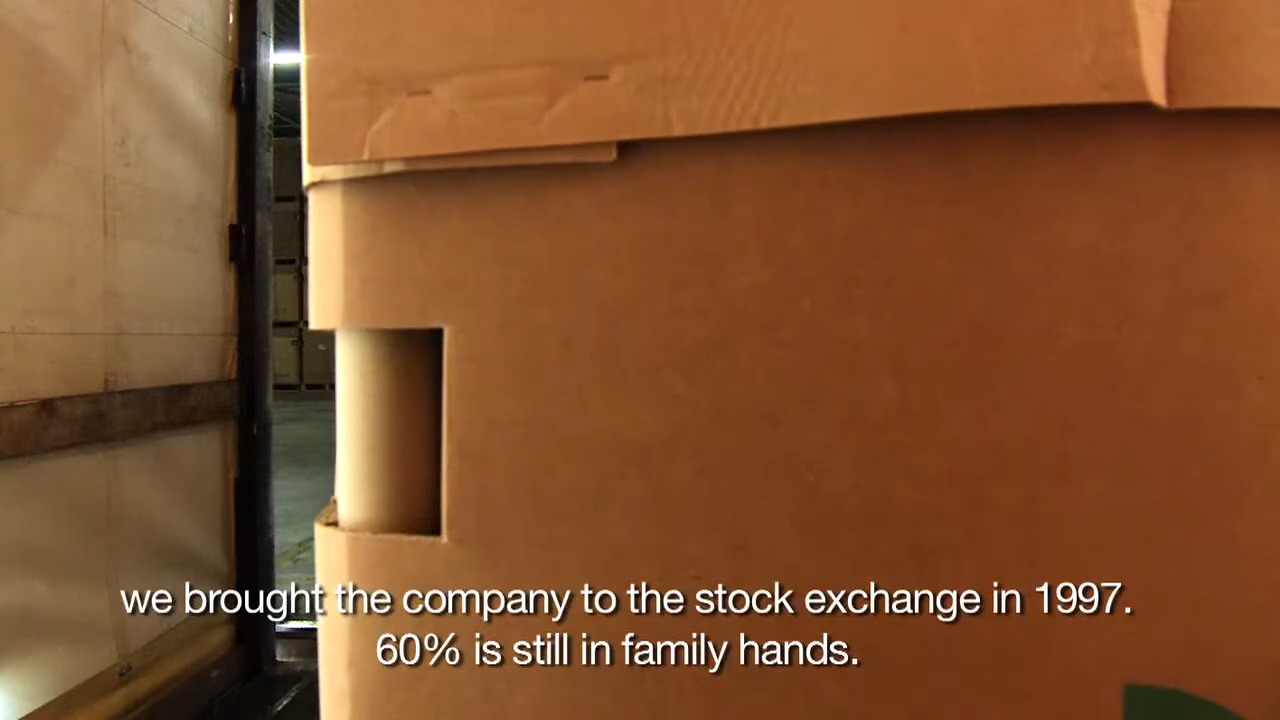 we brought the company to the stock exchange in 1997.
60% is still in family hands.